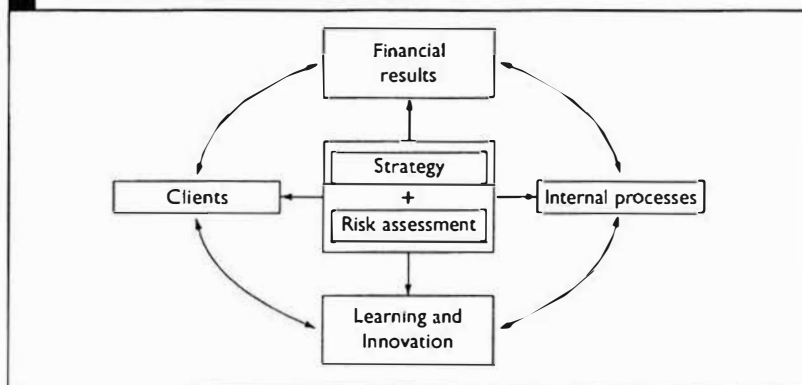 Financial
results
Strategy
Clients
+
Internal processes
Risk assessment
Learning and
Innovation